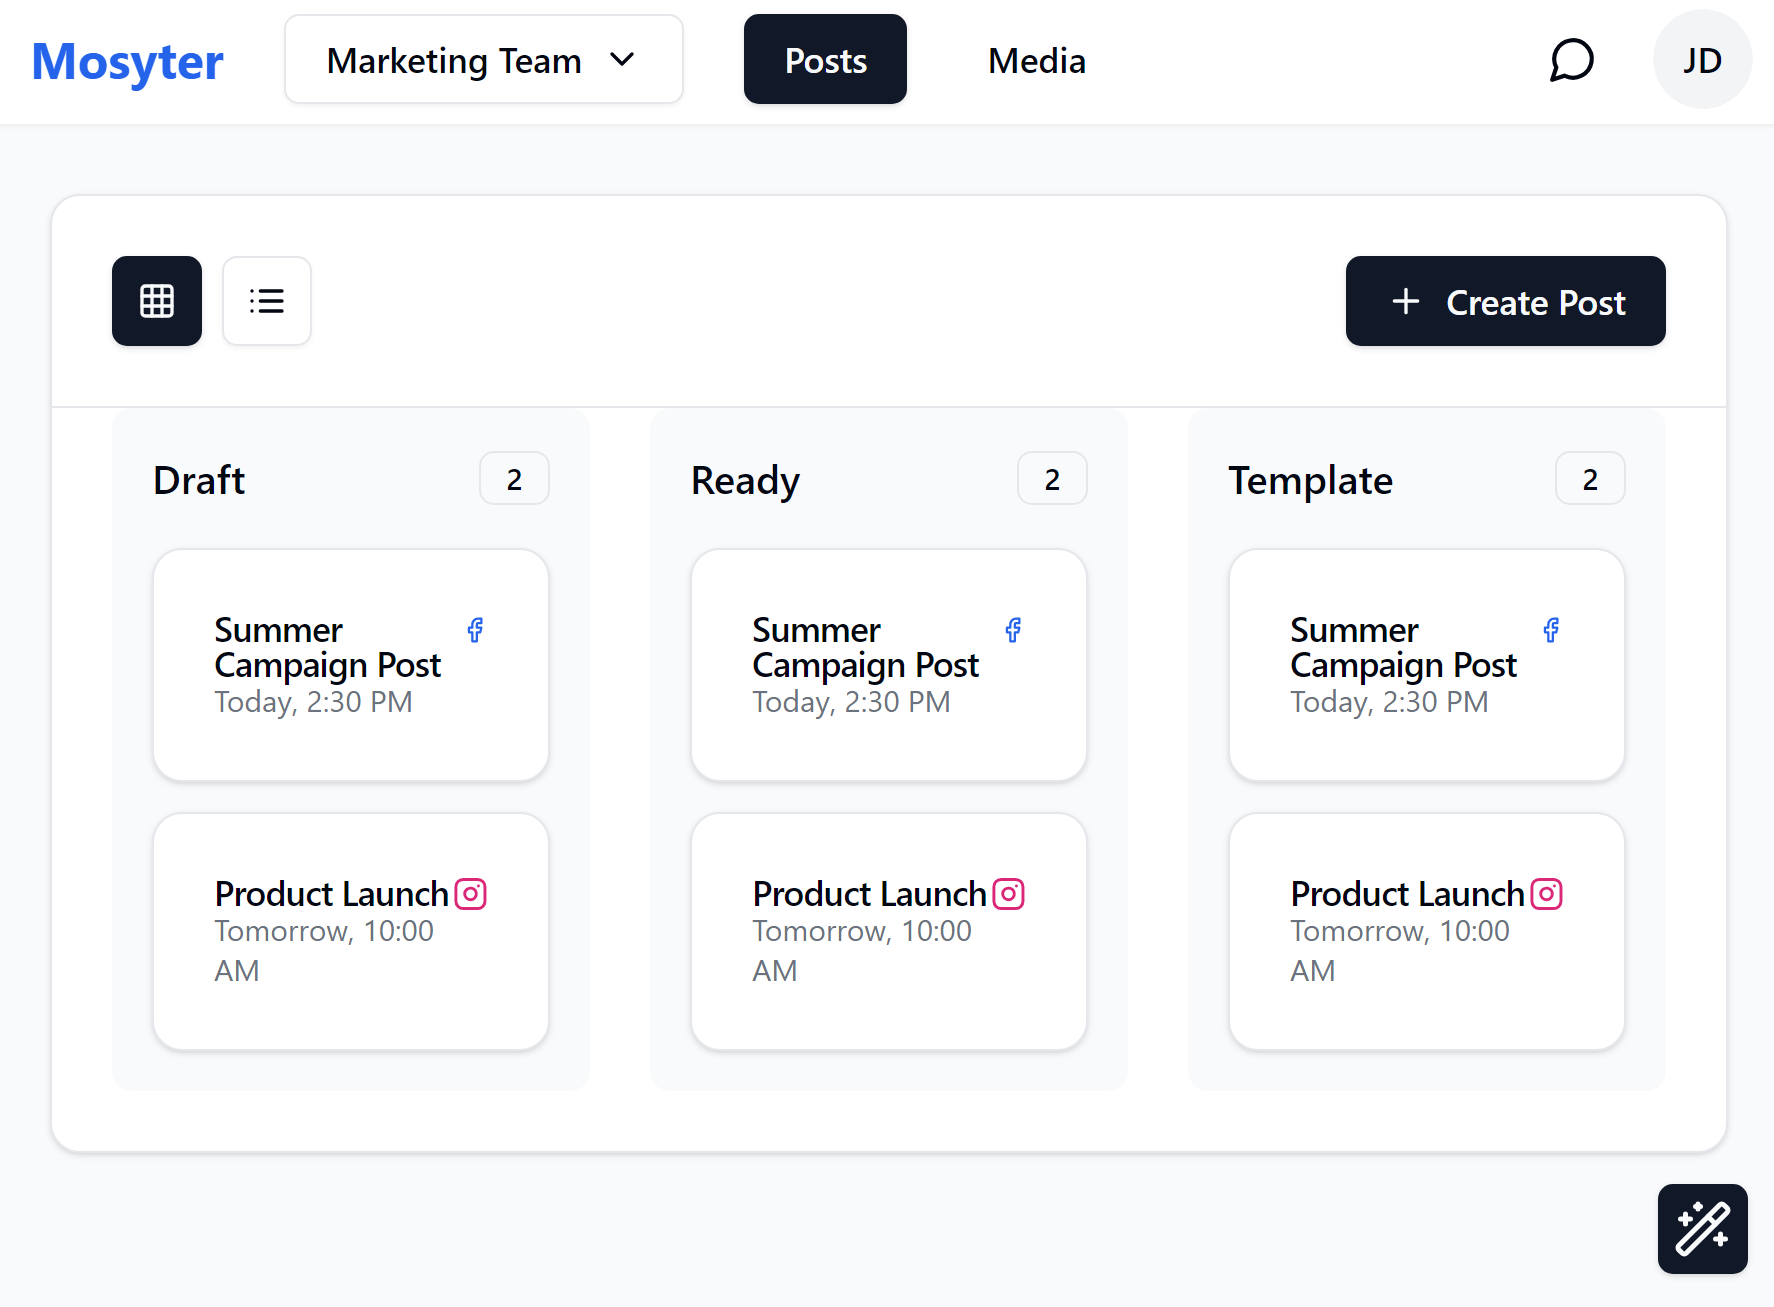 Mosyter
Marketing Team
Posts
Media
JD
Create Post
Draft
2
Summer
Campaign Post
Today, 2:30 PM
Product Launch
Tomorrow, 10:00
AM
Ready
2
Summer
Campaign Post
Today, 2:30 PM
Product Launch
Tomorrow, 10:00
AM
Template
2
Summer
Campaign Post
Today, 2:30 PM
Product Launch
Tomorrow, 10:00
AM